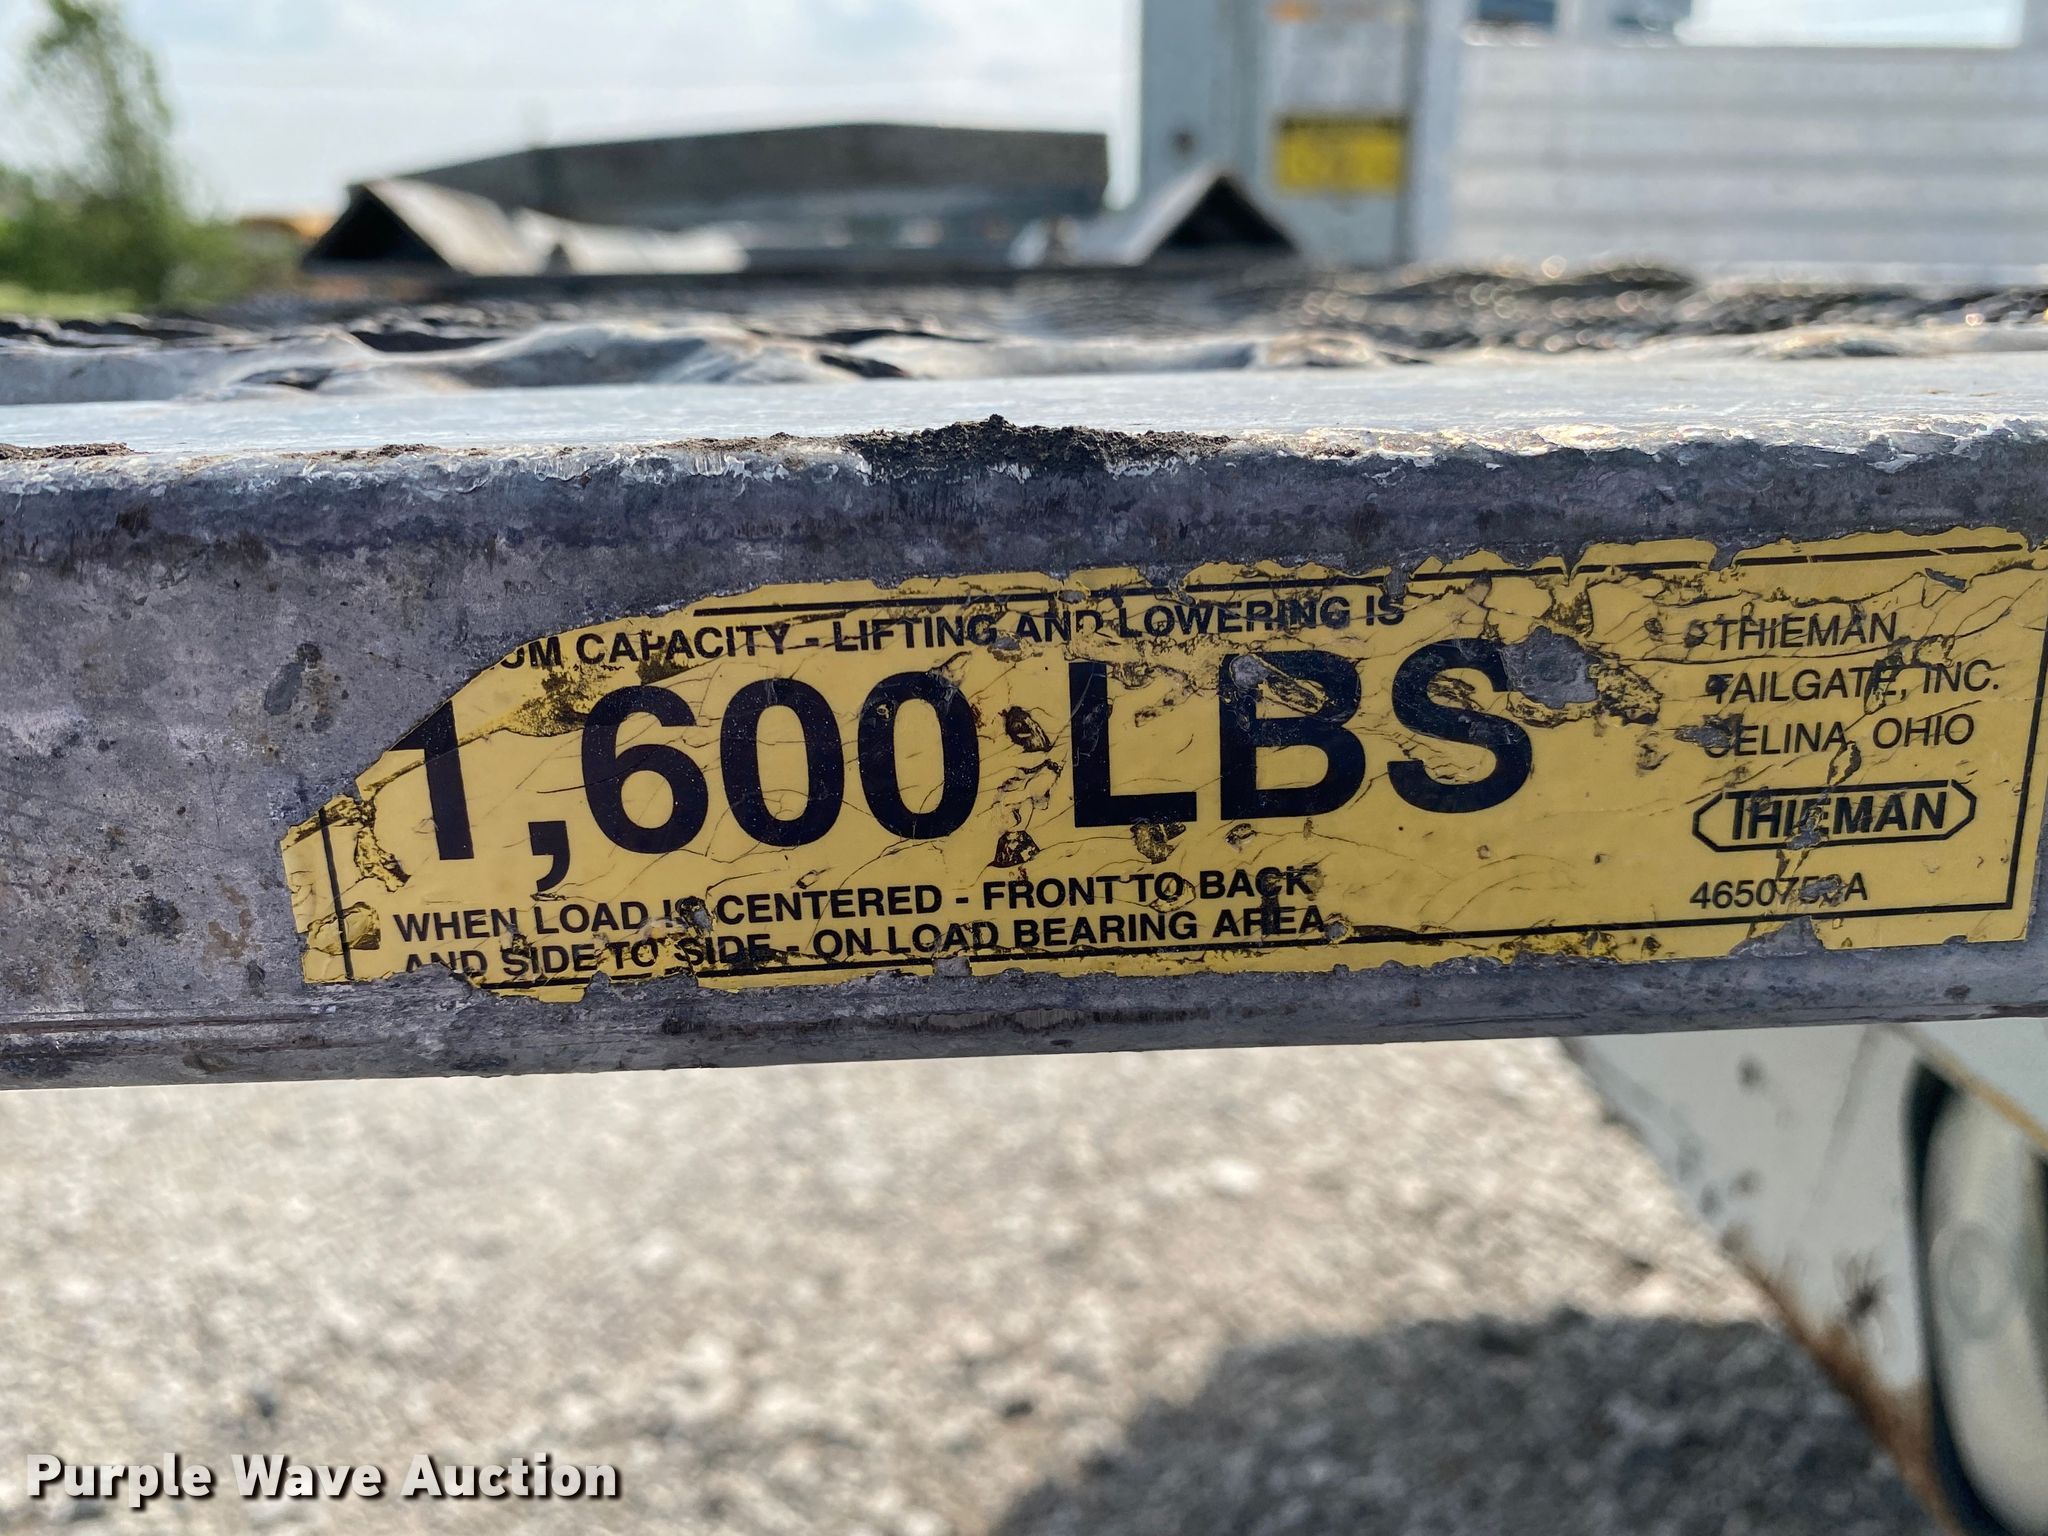 UM CAPACITY - LIFTING AND LOWERING IS
1,600 LBS
WHEN LOAD IS CENTERED - FRONT TO BACK
AND SIDE TO SIDE - ON LOAD BEARING AREA
THIEMAN
TAILGATE, INC.
CELINA, OHIO
THIEMAN
Purple Wave Auction